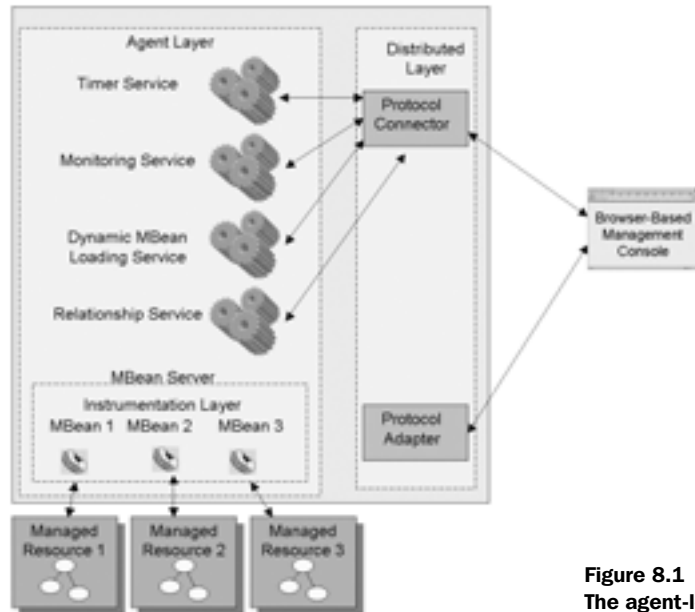 Agent Layer
Distributed
Layer
Timer Service
Protocol
Connector
Monitoring Service
Dynamic MBean
Loading Service
Relationship Service
Browser-Based
Management
Console
MBean Server
Instrumentation Layer
MBean 1 MBean 2 MBean 3
Protocol
Adapter
Managed
Resource 1
Managed
Resource 2
Managed
Resource 3
Figure 8.1
The agent-l